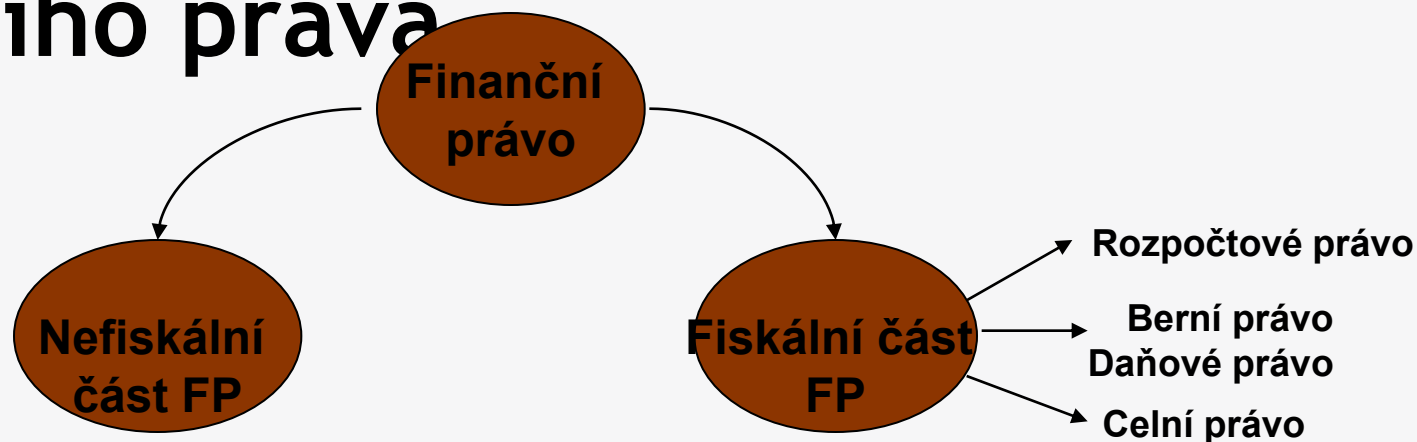 ího práva
Finanční
právo
Nefiskální
část FP
Fiskální část
FP
Rozpočtové právo
Berní právo
Daňové právo
Celní právo